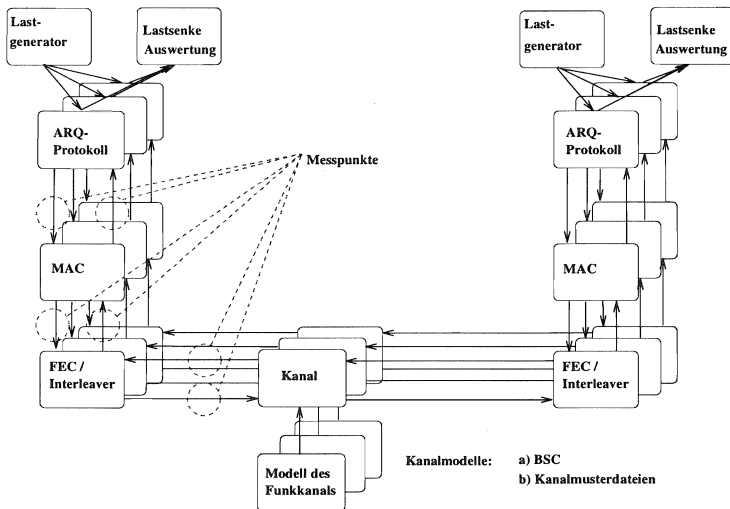 Last-
generator
Lastsenke
Auswertung
Last-
generator
Lastsenke
Auswertung
ARQ-
Protokoll
ARQ-
Protokoll
Messpunkte
MAC
MAC
FEC /
Interleaver
Kanal
FEC /
Interleaver
Modell des
Funkkanals
Kanalmodelle:
a) BSC
b) Kanalmusterdateien